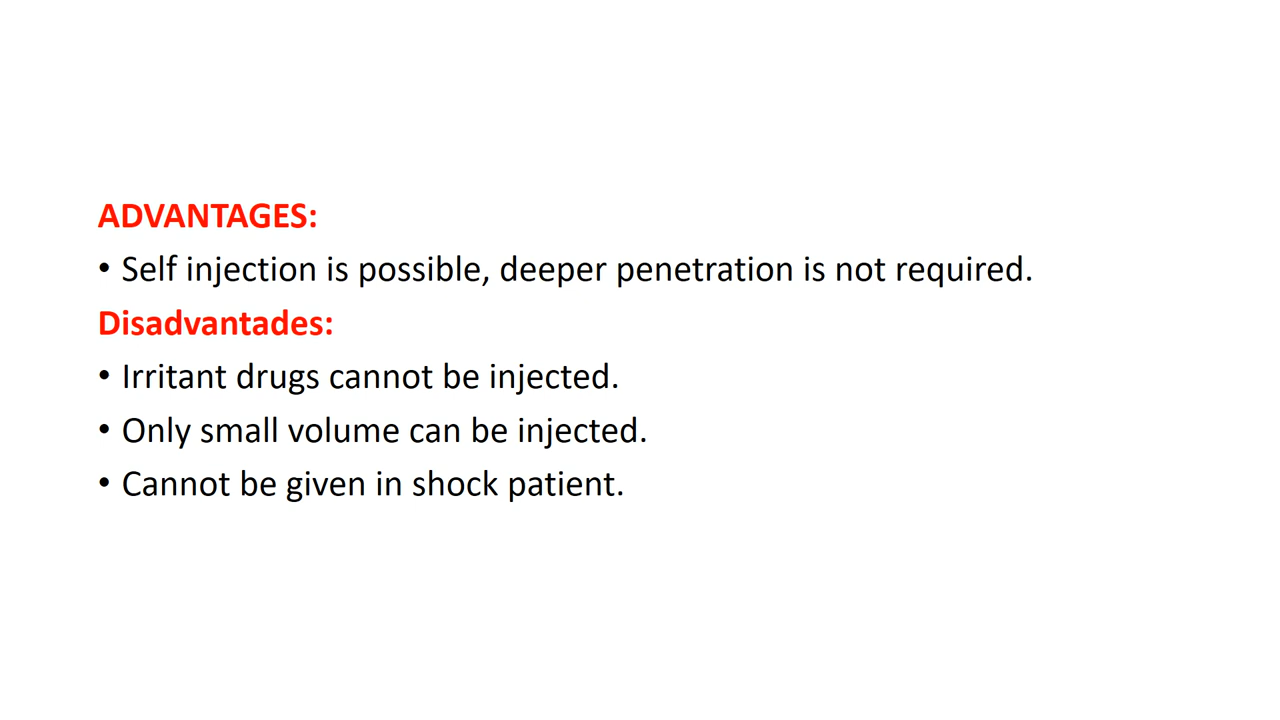 ADVANTAGES:
• Self injection is possible, deeper penetration is not required.
Disadvantades:
• Irritant drugs cannot be injected.
• Only small volume can be injected.
• Cannot be given in shock patient.